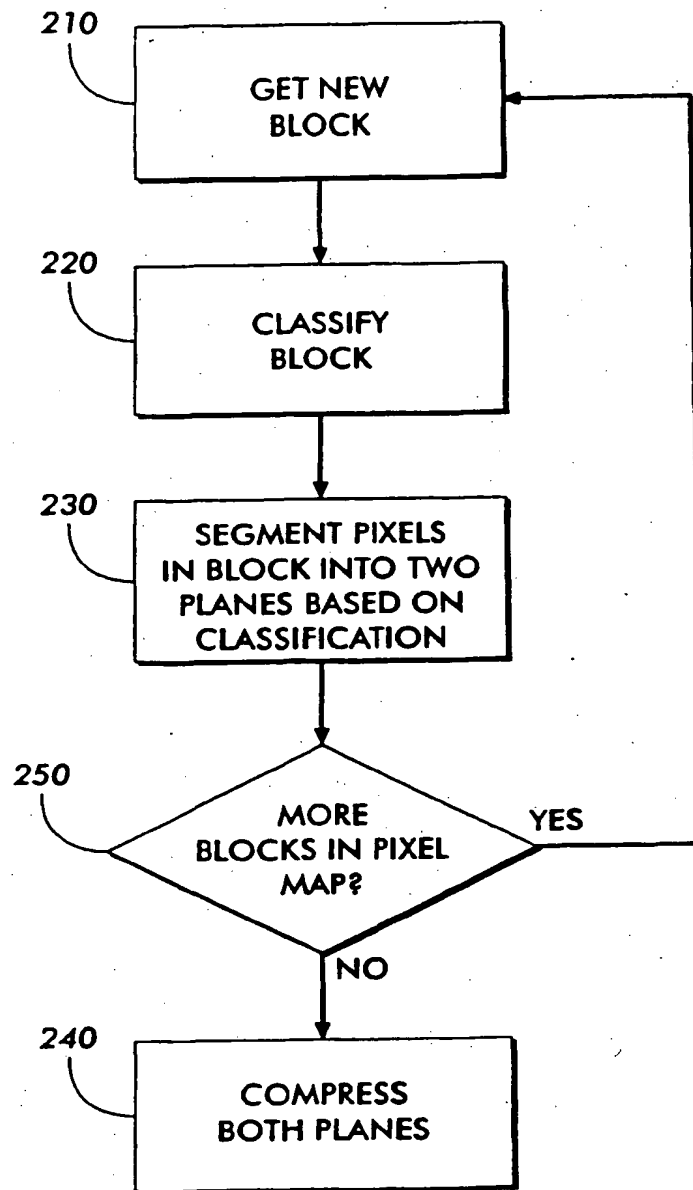 210
GET NEW
BLOCK
220
CLASSIFY
BLOCK
230
SEGMENT PIXELS
IN BLOCK INTO TWO
PLANES BASED ON
CLASSIFICATION
250
MORE
BLOCKS IN PIXEL
MAP?
YES
NO
240
COMPRESS
BOTH PLANES